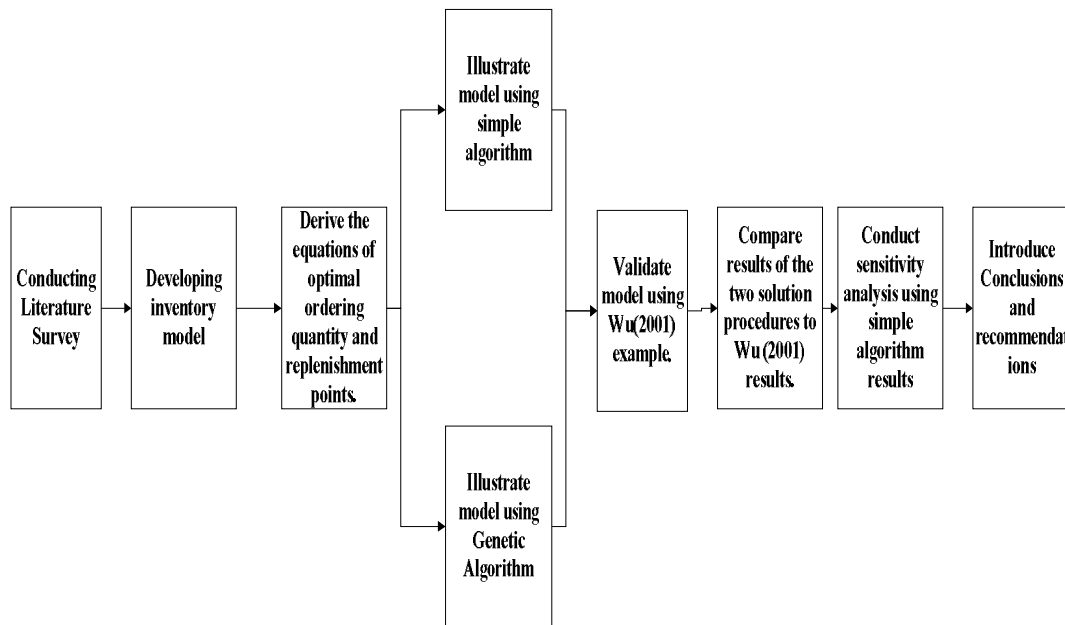 Conducting
Literature
Survey
Developing
inventory
model
Derive the
equations of
optimal
ordering
quantity and
replenishment
points.
Illustrate
model using
simple
algorithm
Illustrate
model using
Genetic
Algorithm
Validate
model using
Wu(2001)
example.
Compare
results of the
two solution
procedures to
Wu (2001)
results.
Conduct
sensitivity
analysis using
simple
algorithm
results
Introduce
Conclusions
and
recommendat
ions